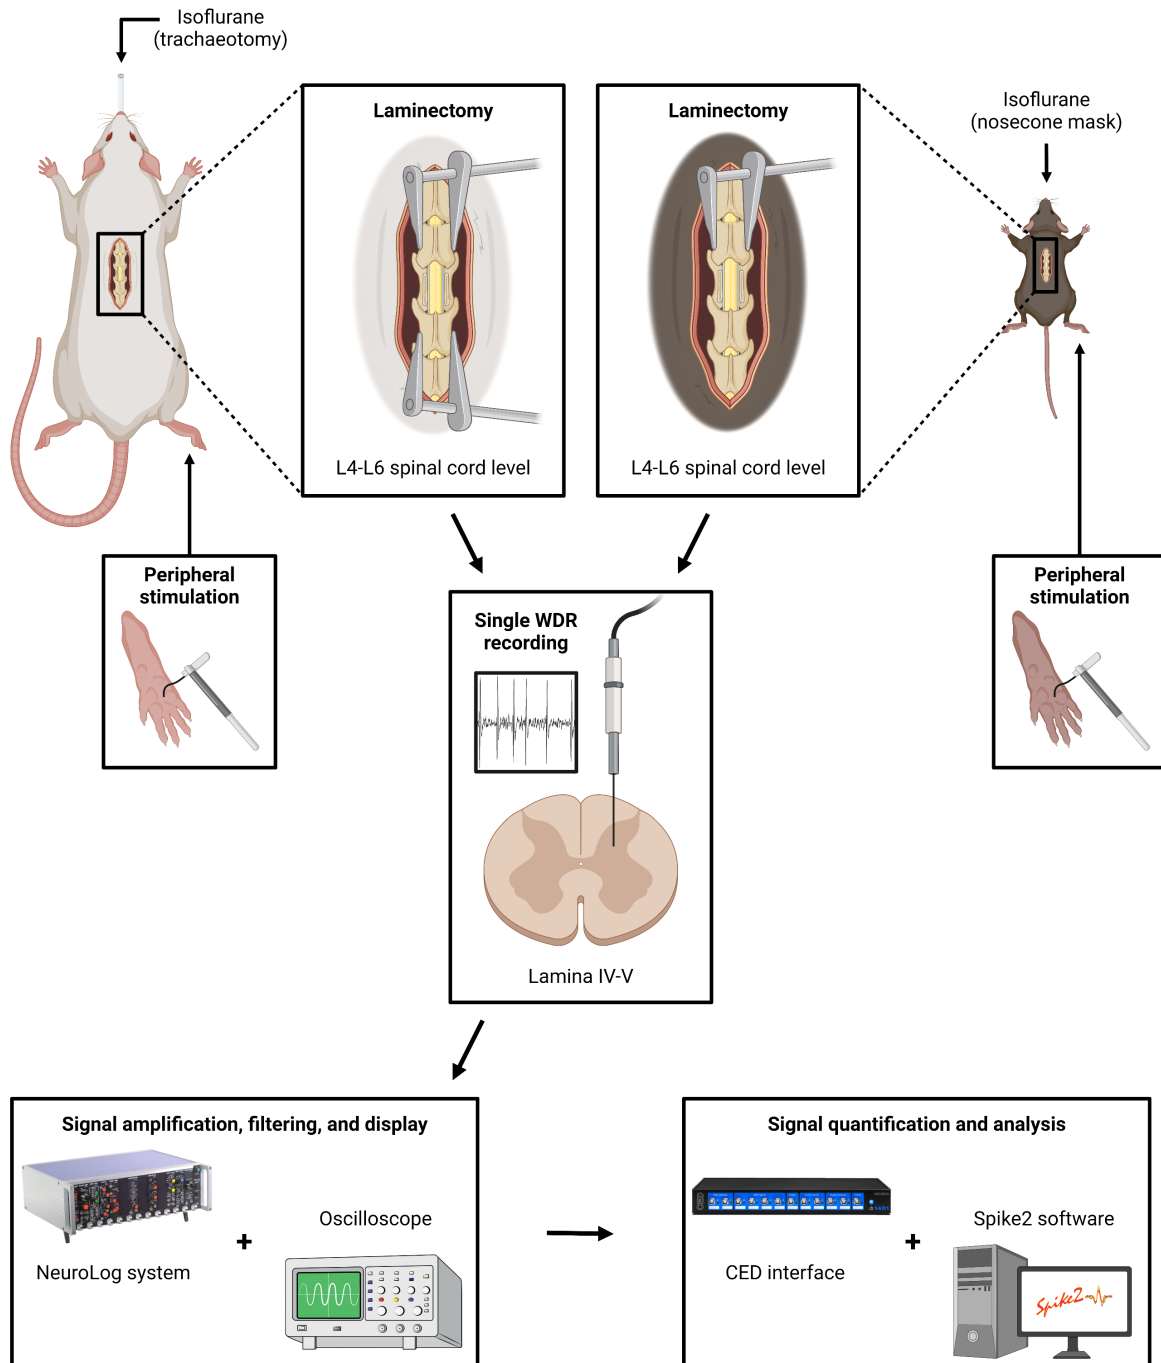 Isoflurane
(trachaeotomy)
Laminectomy
L4-L6 spinal cord level
Laminectomy
L4-L6 spinal cord level
Isoflurane
(nosecone mask)
Peripheral
stimulation
Peripheral
stimulation
Single WDR
recording
Lamina IV-V
Signal amplification, filtering, and display
NeuroLog system
+
Oscilloscope
Signal quantification and analysis
CED
1401
CED interface
+
Spike2 software
Spike2